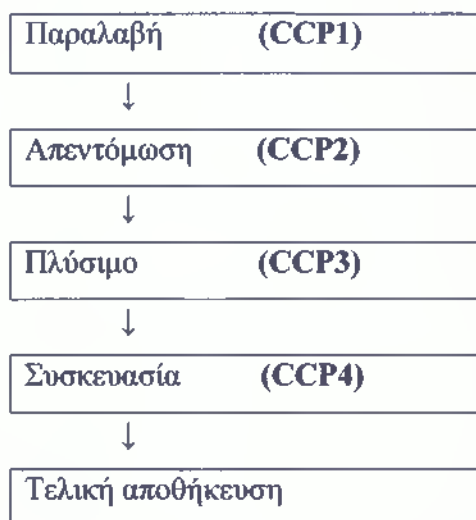 Παραλαβή (CCP1)
↓
Απεντόμωση (CCP2)
↓
Πλύσιμο (CCP3)
↓
Συσκευασία (CCP4)
↓
Τελική αποθήκευση